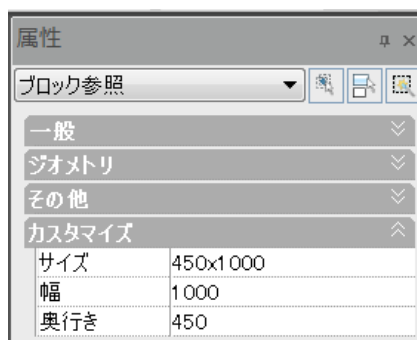 属性
ブロック参照
一般
ジオメトリ
その他
カスタマイズ
サイズ 450x1000
幅 1000
奥行き 450